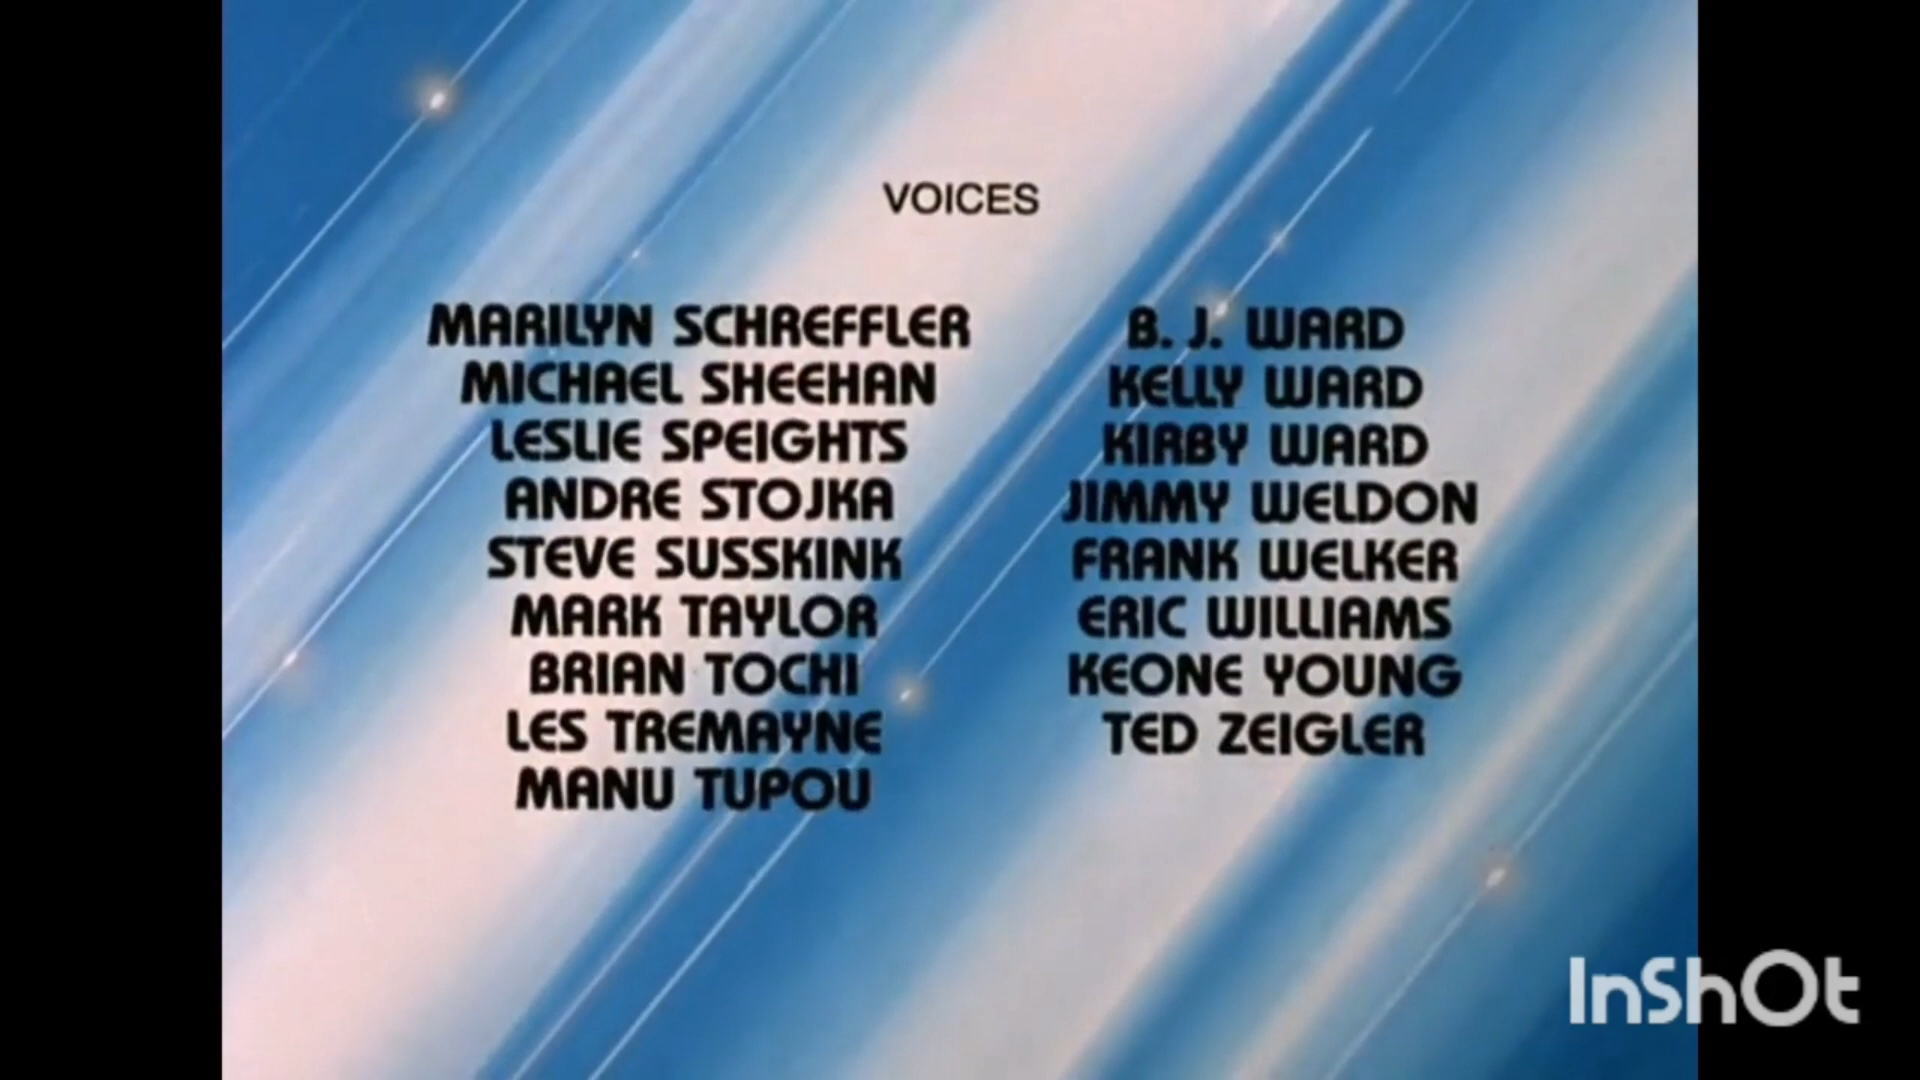 VOICES
MARILYN SCHREFFLER
MICHAEL SHEEHAN
LESLIE SPEIGHTS
ANDRE STOJKA
STEVE SUSSKINK
MARK TAYLOR
BRIAN TOCHI
LES TREMAYNE
MANU TUPOU
B. J. WARD
KELLY WARD
KIRBY WARD
JIMMY WELDON
FRANK WELKER
ERIC WILLIAMS
KEONE YOUNG
TED ZEIGLER
InShOt